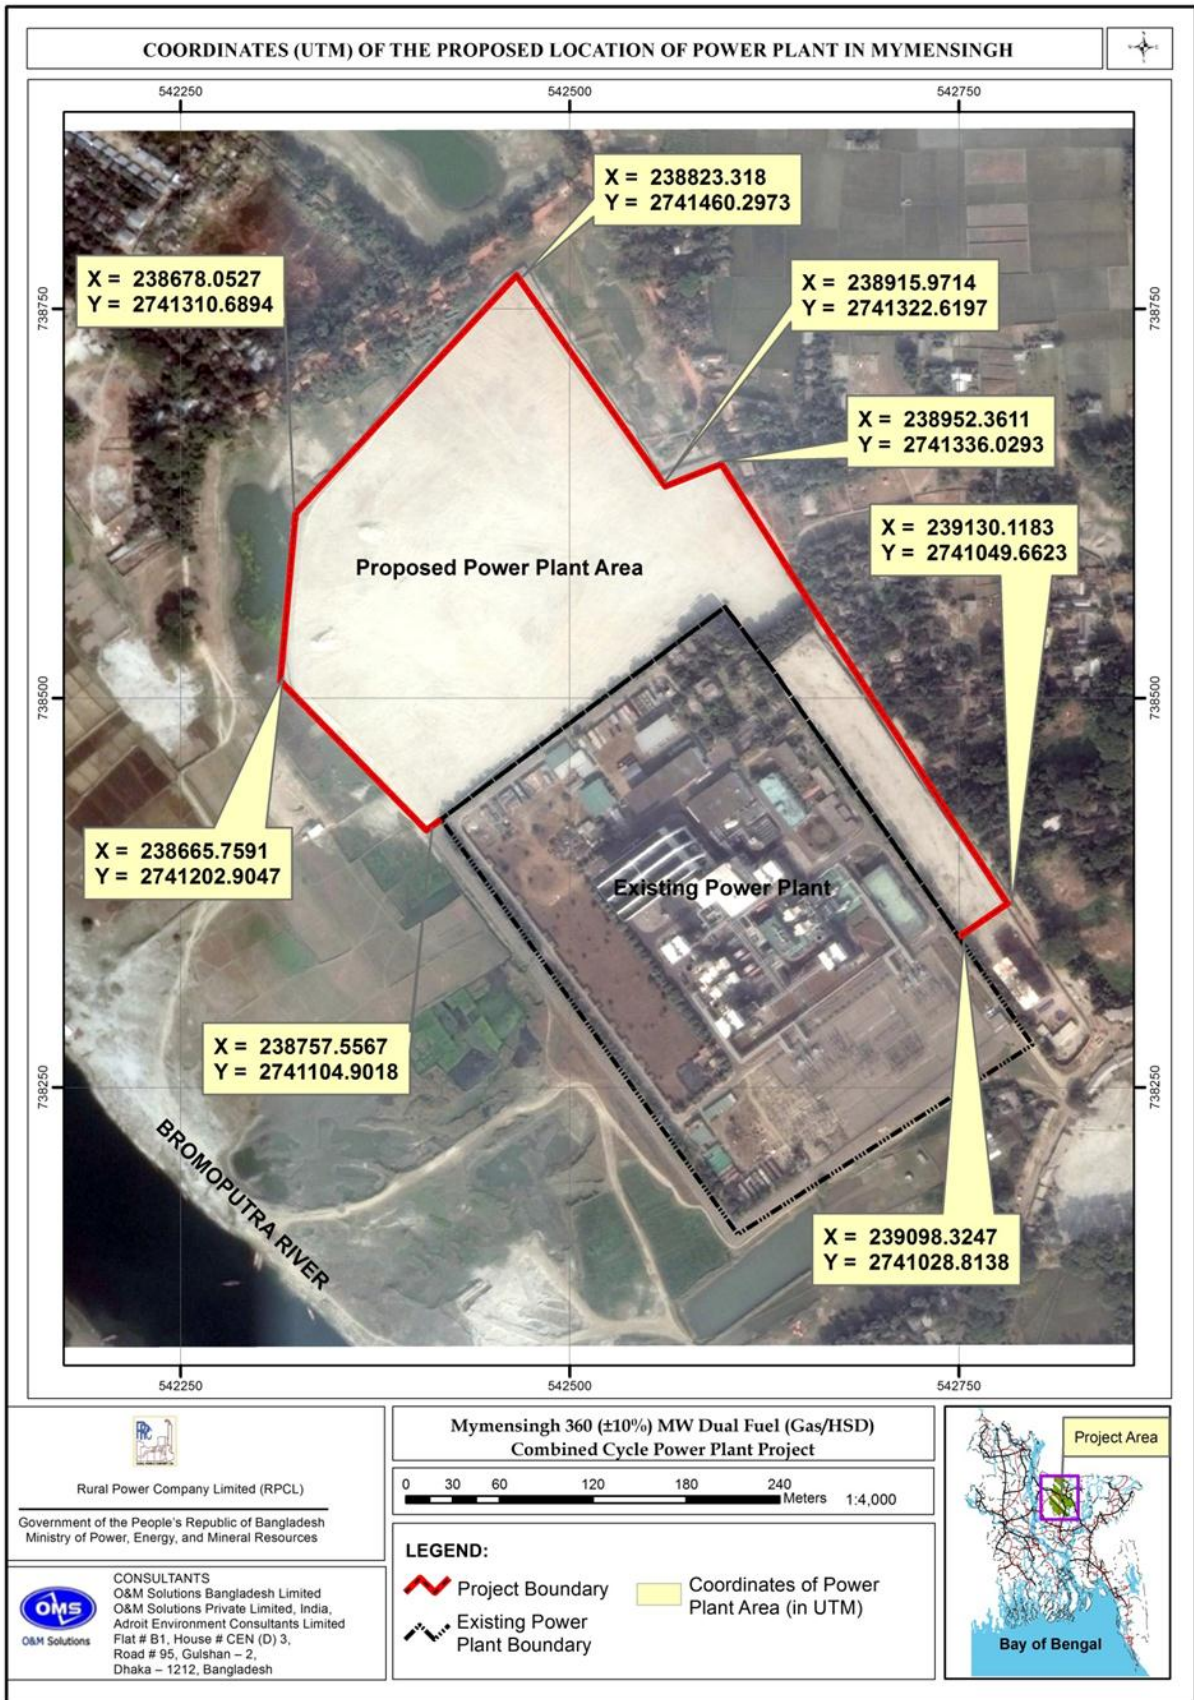 COORDINATES (UTM) OF THE PROPOSED LOCATION OF POWER PLANT IN MYMENSINGH
542250
542500
542750
X = 238823.318
Y = 2741460.2973
X = 238678.0527
Y = 2741310.6894
X = 238915.9714
Y = 2741322.6197
738750
738750
X = 238952.3611
Y = 2741336.0293
X = 239130.1183
Y = 2741049.6623
Proposed Power Plant Area
738500
738500
X = 238665.7591
Y = 2741202.9047
Existing Power Plant
X = 238757.5567
Y = 2741104.9018
738250
738250
BROMOPUTRA RIVER
X = 239098.3247
Y = 2741028.8138
542250
542500
542750
Rural Power Company Limited (RPCL)
Government of the People's Republic of Bangladesh
Ministry of Power, Energy, and Mineral Resources
OMS
O&M Solutions
CONSULTANTS
O&M Solutions Bangladesh Limited
O&M Solutions Private Limited, India,
Adroit Environment Consultants Limited
Flat # B1, House # CEN (D) 3,
Road # 95, Gulshan – 2,
Dhaka – 1212, Bangladesh
Mymensingh 360 (±10%) MW Dual Fuel (Gas/HSD)
Combined Cycle Power Plant Project
0 30 60 120 180 240
Meters 1:4,000
LEGEND:
Project Boundary
Existing Power
Plant Boundary
Coordinates of Power
Plant Area (in UTM)
Project Area
Bay of Bengal